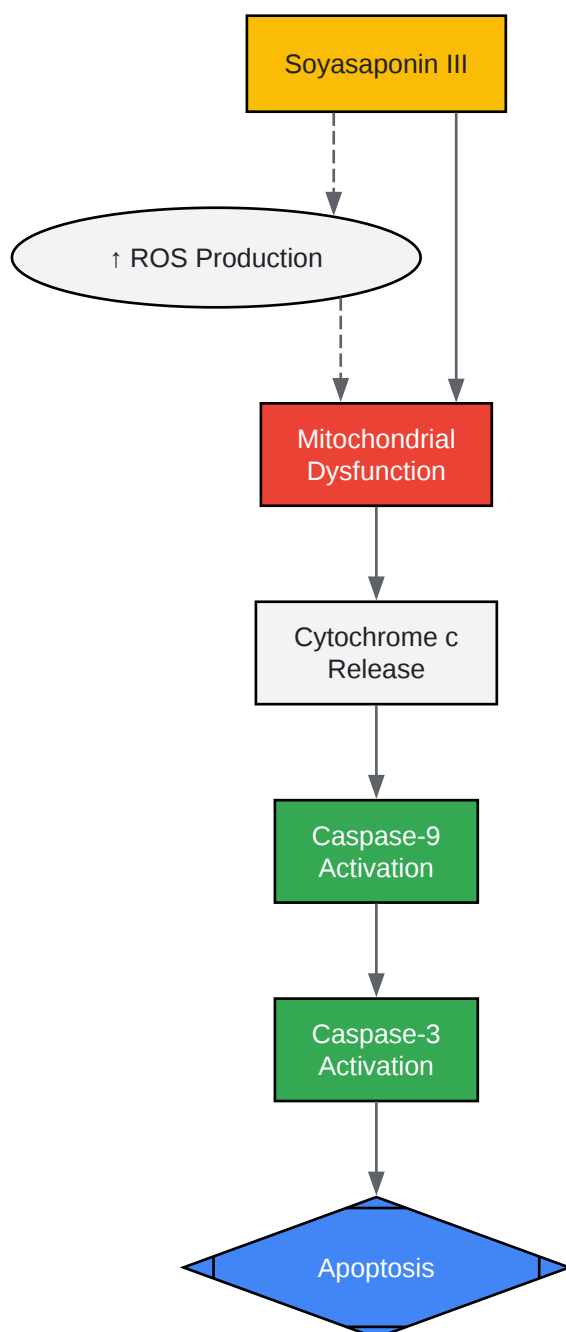 Soyasaponin III
↑ ROS Production
Mitochondrial
Dysfunction
Cytochrome c
Release
Caspase-9
Activation
Caspase-3
Activation
Apoptosis